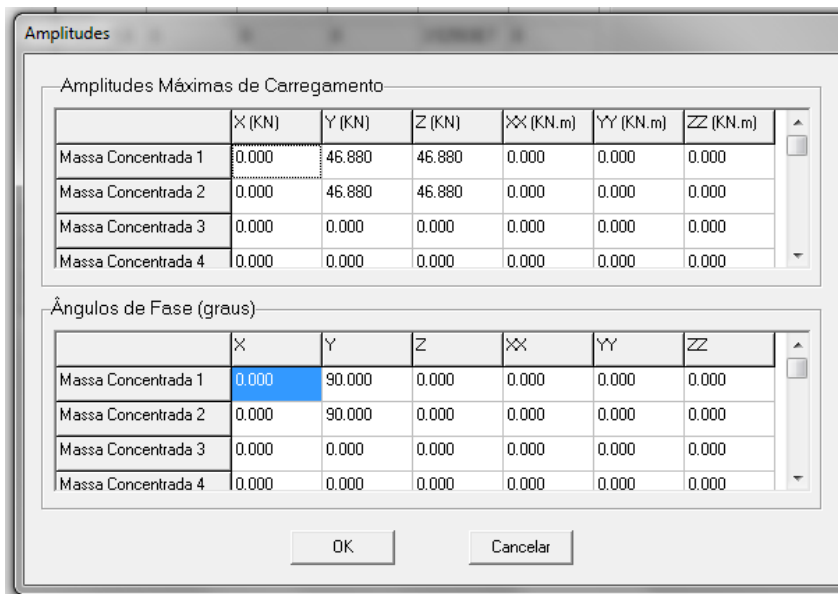 Amplitudes
Amplitudes Máximas de Carregamento
X (KN) Y (KN) Z (KN) XX (KN.m) YY (KN.m) ZZ (KN.m)
Massa Concentrada 1 0.000 46.880 46.880 0.000 0.000 0.000
Massa Concentrada 2 0.000 46.880 46.880 0.000 0.000 0.000
Massa Concentrada 3 0.000 0.000 0.000 0.000 0.000 0.000
Massa Concentrada 4 0.000 0.000 0.000 0.000 0.000 0.000
Ângulos de Fase (graus)
X Y Z XX YY ZZ
Massa Concentrada 1 0.000 90.000 0.000 0.000 0.000 0.000
Massa Concentrada 2 0.000 90.000 0.000 0.000 0.000 0.000
Massa Concentrada 3 0.000 0.000 0.000 0.000 0.000 0.000
Massa Concentrada 4 0.000 0.000 0.000 0.000 0.000 0.000
OK Cancelar